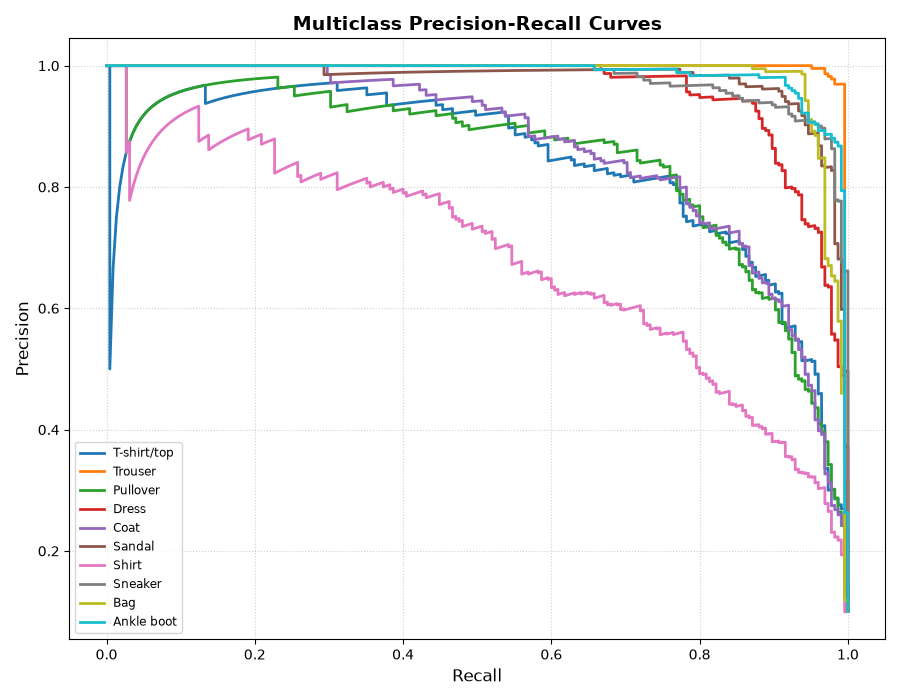 Multiclass Precision-Recall Curves
1.0
0.8
0.6
0.4
0.2
Precision
T-shirt/top
Trouser
Pullover
Dress
Coat
Sandal
Shirt
Sneaker
Bag
Ankle boot
0.0
0.2
0.4
0.6
0.8
1.0
Recall